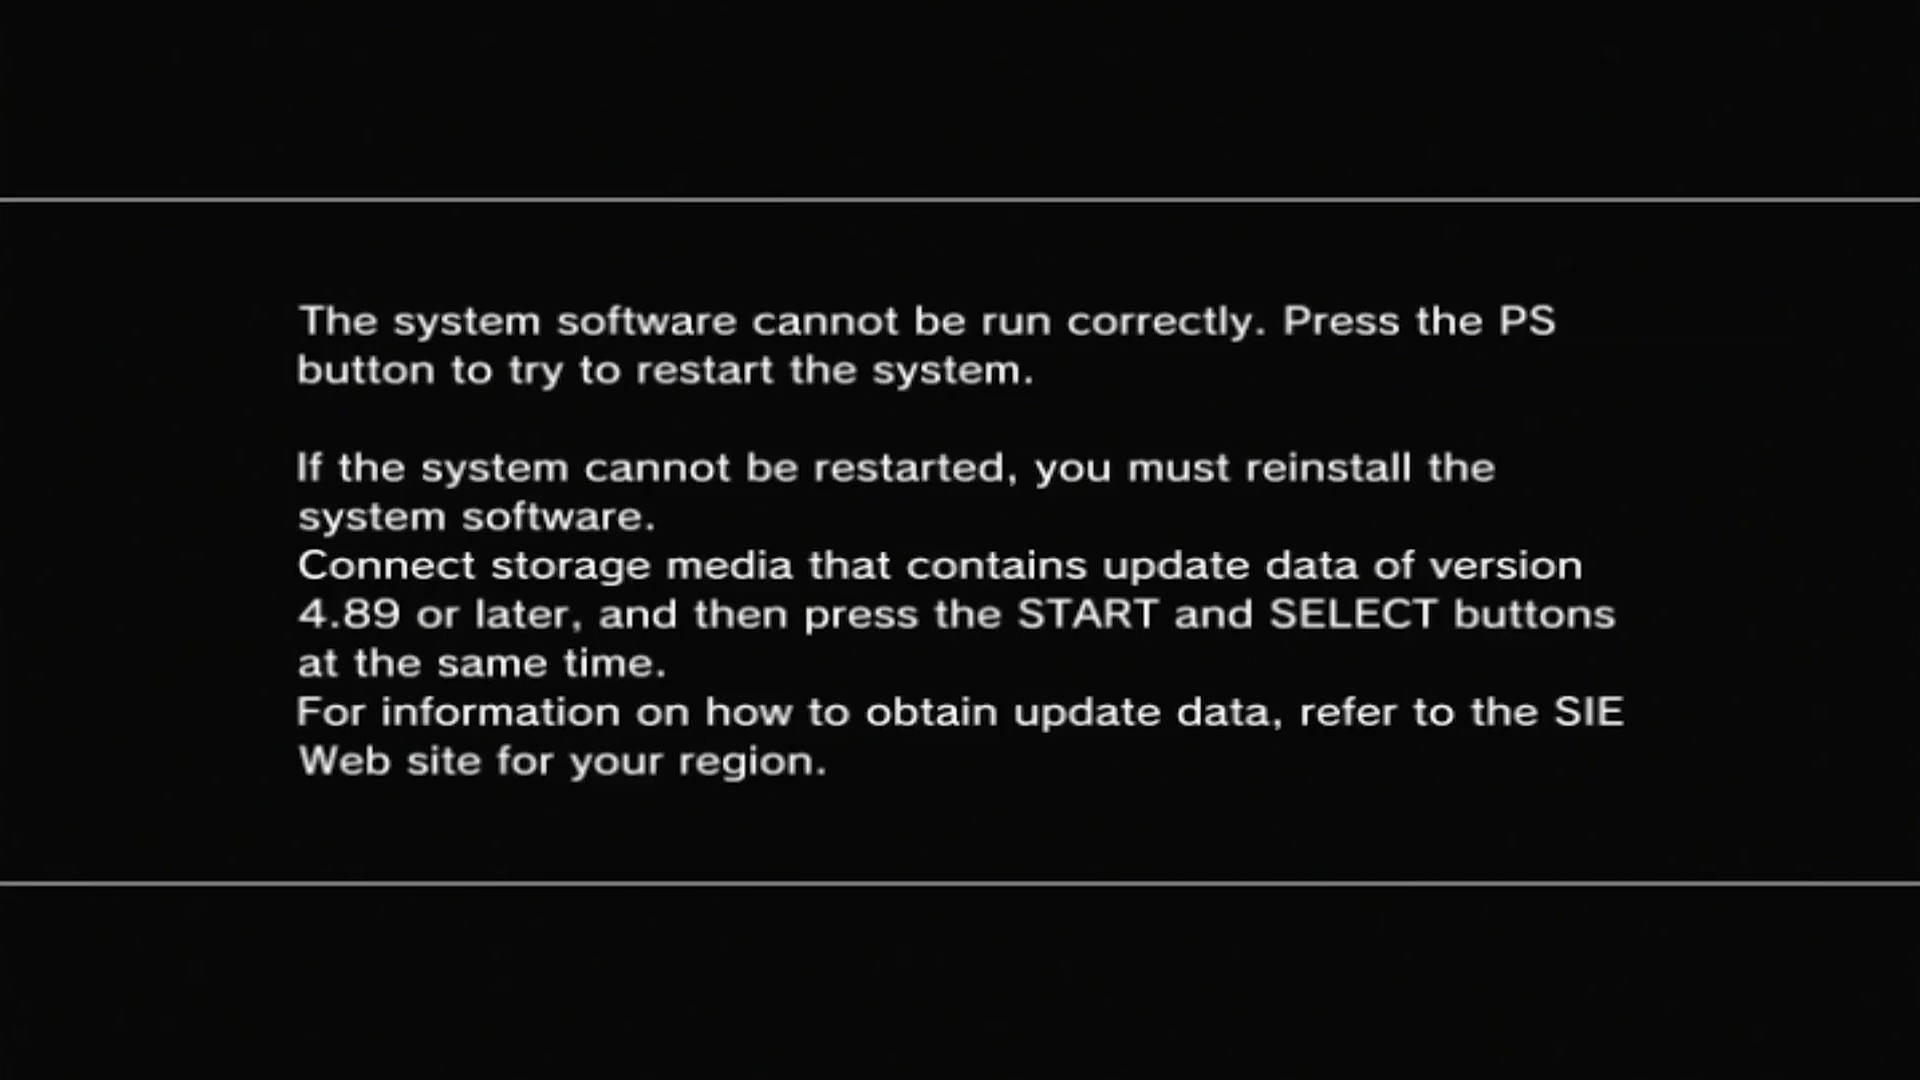 The system software cannot be run correctly. Press the PS
button to try to restart the system.
If the system cannot be restarted, you must reinstall the
system software.
Connect storage media that contains update data of version
4.89 or later, and then press the START and SELECT buttons
at the same time.
For information on how to obtain update data, refer to the SIE
Web site for your region.